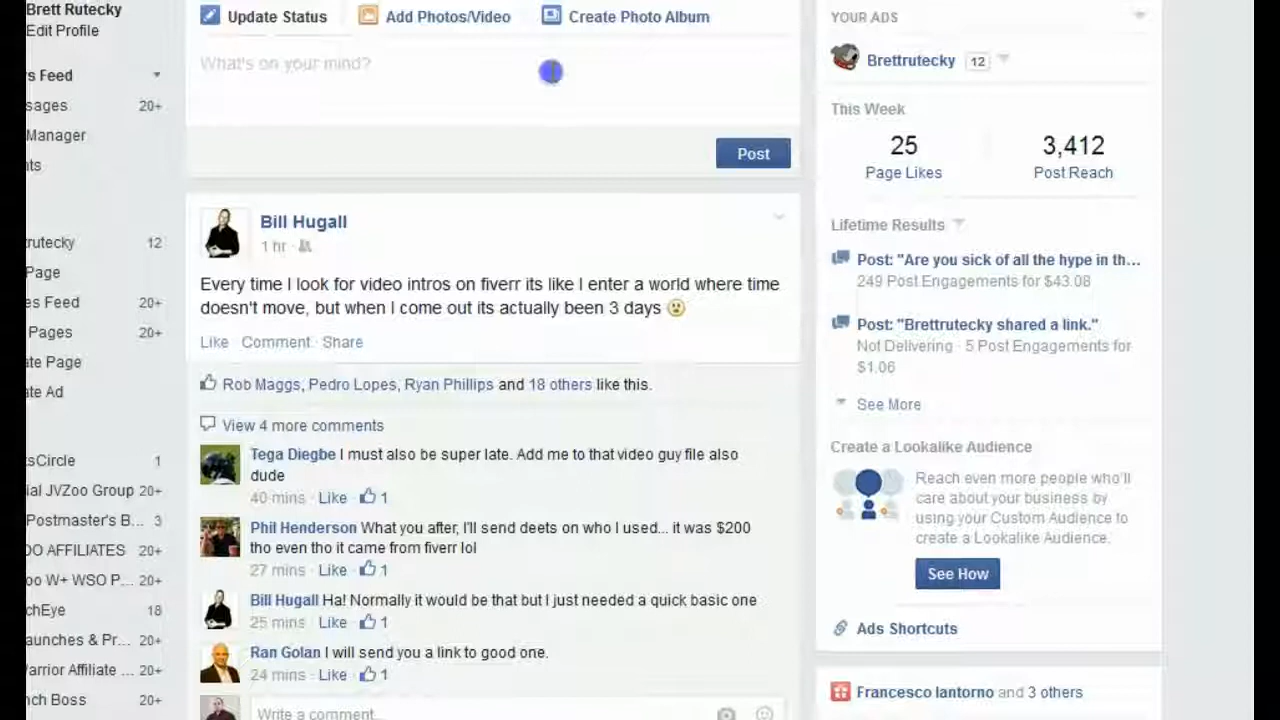 Brett Rutecky
Edit Profile
s Feed
sages 20+
Manager
nts
rutecky 12
Page
es Feed 20+
Pages 20+
ate Page
ate Ad
sCircle 1
ial JVZoo Group 20+
Postmaster's B... 3
OO AFFILIATES 20+
oo W+ WSO P... 20+
chEye 18
aunches & Pr... 20+
arrior Affiliate ... 20+
nch Boss 20+
Update Status Add Photos/Video Create Photo Album
What's on your mind?
Post
Bill Hugall
1 hr ·
Every time I look for video intros on fiverr its like I enter a world where time
doesn't move, but when I come out its actually been 3 days
Like · Comment · Share
Rob Maggs, Pedro Lopes, Ryan Phillips and 18 others like this.
View 4 more comments
Tega Diegbe I must also be super late. Add me to that video guy file also
dude
40 mins · Like · 1
Phil Henderson What you after, I'll send deets on who I used... it was $200
tho even tho it came from fiverr lol
27 mins · Like · 1
Bill Hugall Ha! Normally it would be that but I just needed a quick basic one
25 mins · Like · 1
Ran Golan I will send you a link to good one.
24 mins · Like · 1
Write a comment...
YOUR ADS
Brettrutecky 12
This Week
25 3,412
Page Likes Post Reach
Lifetime Results
Post: "Are you sick of all the hype in th...
249 Post Engagements for $43.08
Post: "Brettrutecky shared a link."
Not Delivering · 5 Post Engagements for
$1.06
See More
Create a Lookalike Audience
Reach even more people who'll
care about your business by
using your Custom Audience to
create a Lookalike Audience.
See How
Ads Shortcuts
Francesco Iantorno and 3 others